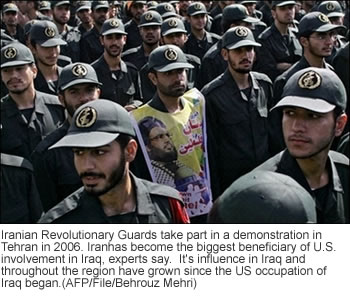 Iranian Revolutionary Guards take part in a demonstration in
Tehran in 2006. Iranhas become the biggest beneficiary of U.S.
involvement in Iraq, experts say.  It's influence in Iraq and
throughout the region have grown since the US occupation of
Iraq began.(AFP/File/Behrouz Mehri)